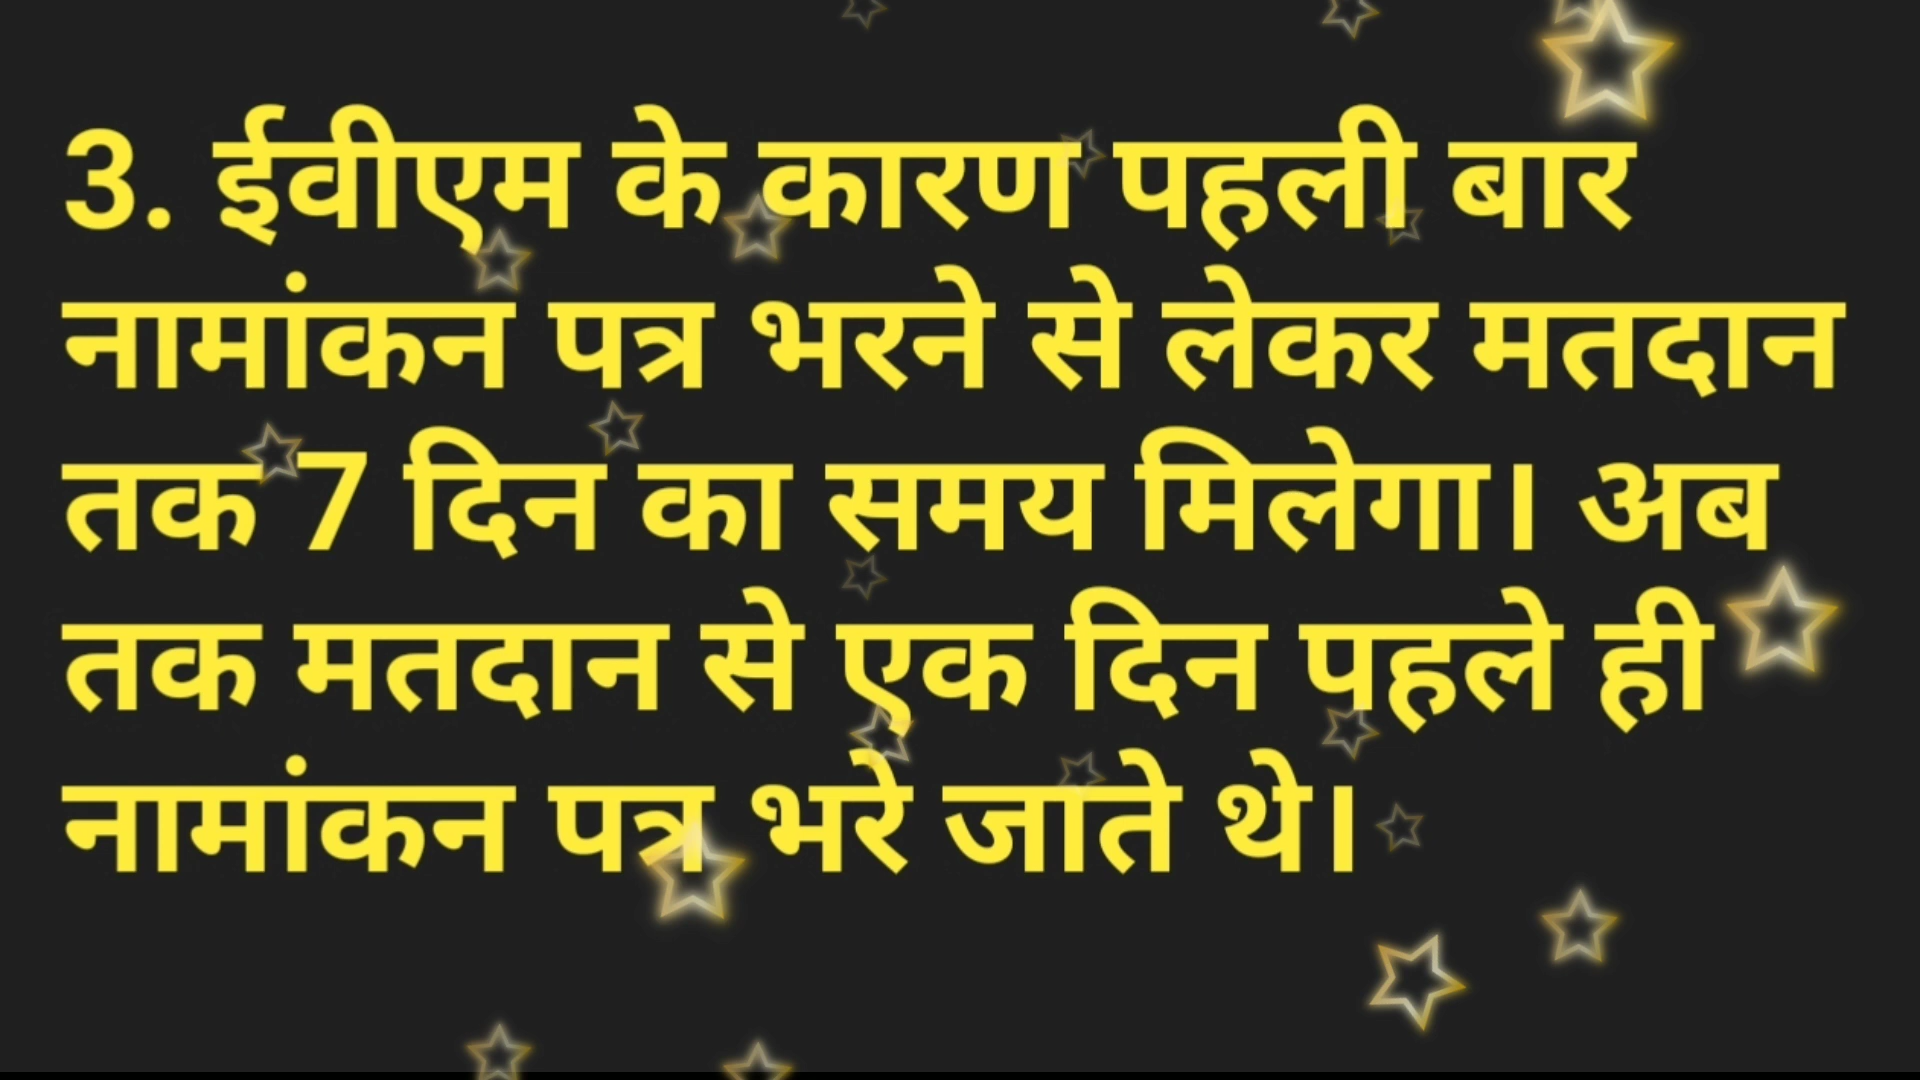 3. ईवीएम के कारण पहली बार
नामांकन पत्र भरने से लेकर मतदान
तक 7 दिन का समय मिलेगा। अब
तक मतदान से एक दिन पहले ही
नामांकन पत्र भरे जाते थे।